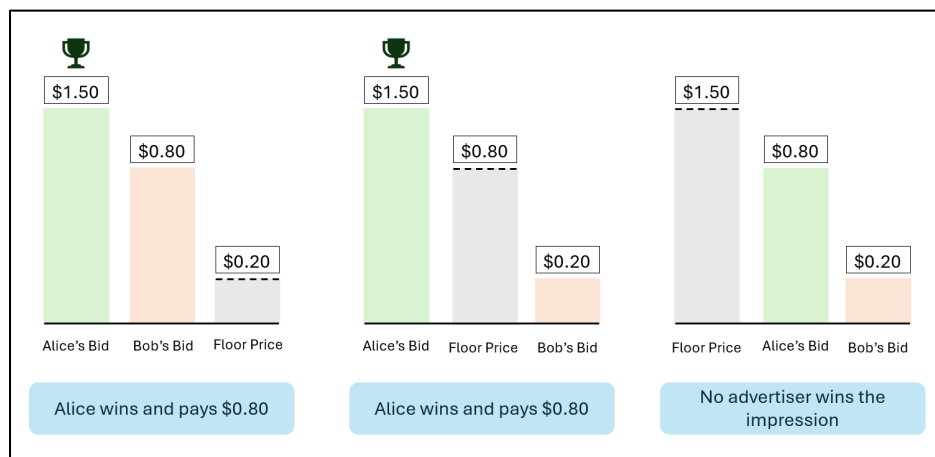 $1.50
$0.80
$0.20
Alice's Bid
Bob's Bid
Floor Price
Alice wins and pays $0.80
$1.50
$0.80
$0.20
Alice's Bid
Floor Price
Bob's Bid
Alice wins and pays $0.80
$1.50
$0.80
$0.20
Floor Price
Alice's Bid
Bob's Bid
No advertiser wins the
impression